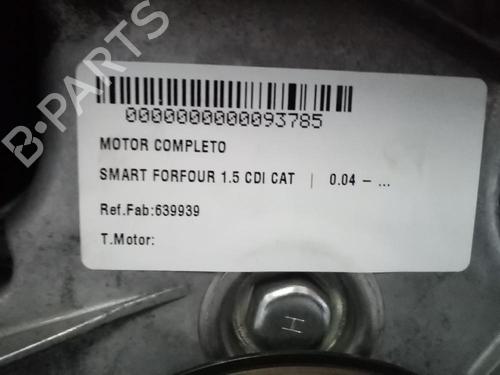 B-PARTS
0000000000093785
MOTOR COMPLETO
SMART FORFOUR 1.5 CDI CAT | 0.04 - ...
Ref.Fab:639939
T.Motor:
H